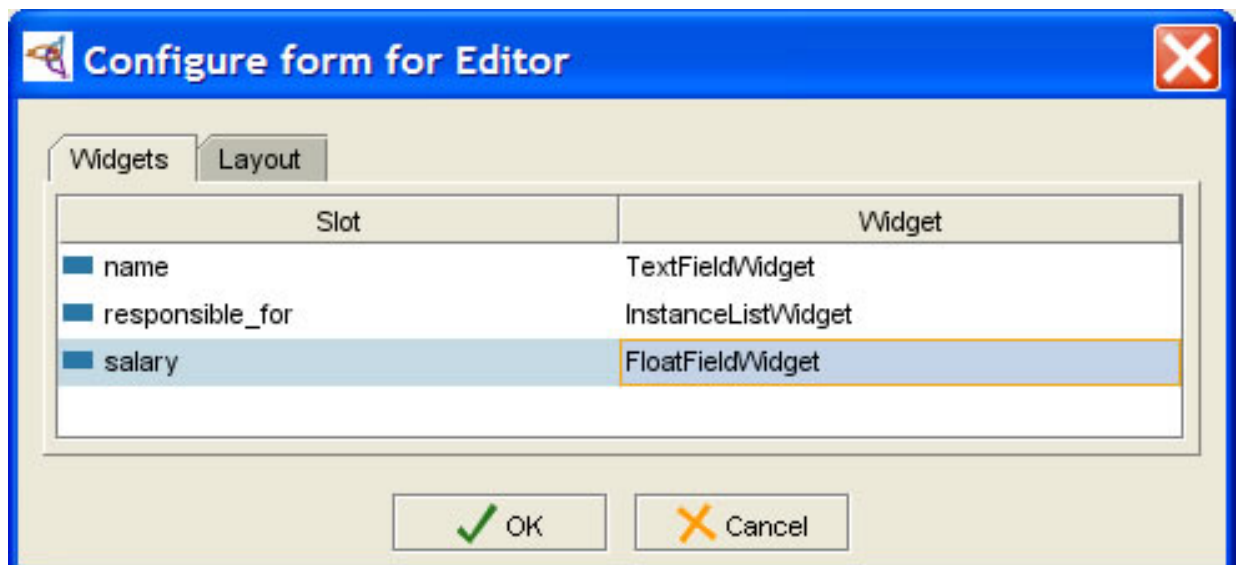 Configure form for Editor
Widgets Layout
Slot Widget
name TextFieldWidget
responsible_for InstanceListWidget
salary FloatFieldWidget
OK Cancel